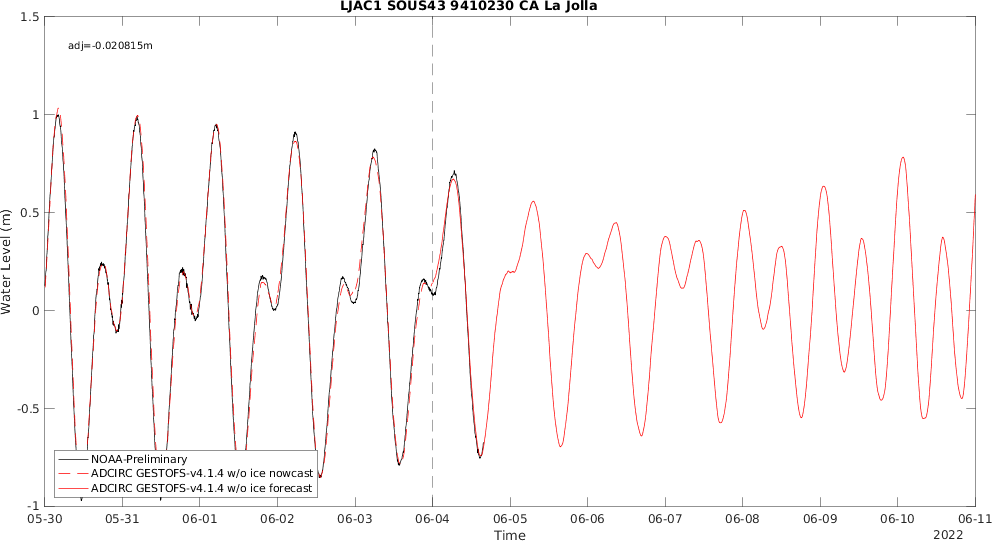 LJAC1 SOUS43 9410230 CA La Jolla
adj=-0.020815m
Water Level (m)
1.5
1
0.5
0
-0.5
-1
NOAA-Preliminary
ADCIRC GESTOFS-v4.1.4 w/o ice nowcast
ADCIRC GESTOFS-v4.1.4 w/o ice forecast
05-30 05-31 06-01 06-02 06-03 06-04 06-05 06-06 06-07 06-08 06-09 06-10 06-11
Time
2022